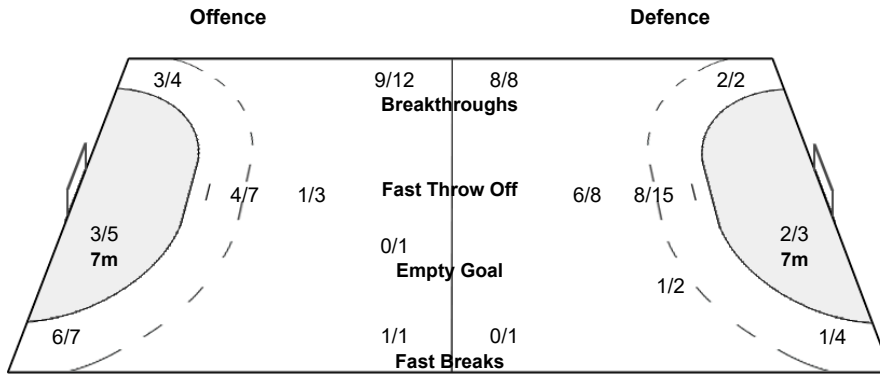 Offence Defence
3/4 9/12 8/8 2/2
Breakthroughs
4/7 1/3 Fast Throw Off 6/8 8/15
3/5 2/3
7m 0/1 7m
Empty Goal
1/2
6/7 1/1 0/1 1/4
Fast Breaks